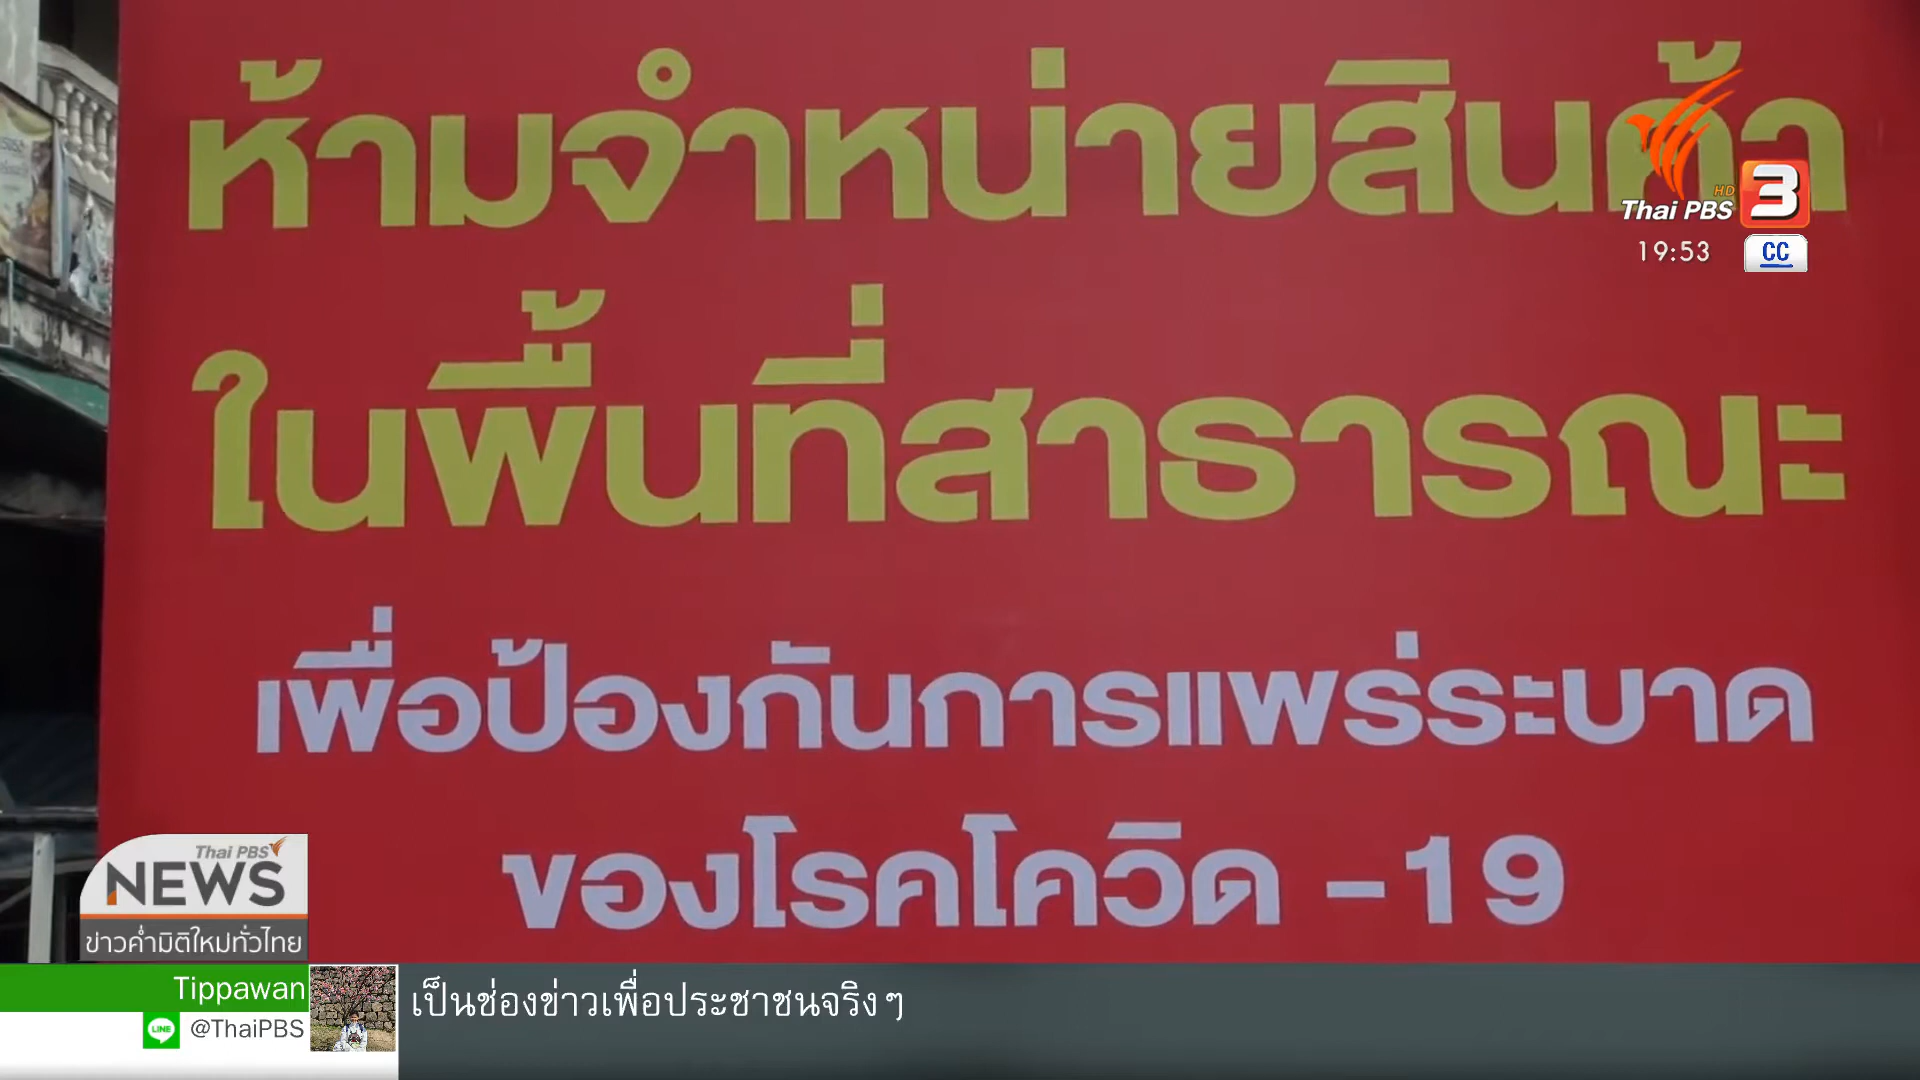 ห้ามจำหน่ายสินค้า
ในพื้นที่สาธารณะ
เพื่อป้องกันการแพร่ระบาด
ของโรคโควิด -19
HD
Thai PBS 3
19:53 CC
Thai PBS
NEWS
ข่าวค่ำมิติใหม่ทั่วไทย
Tippawan
LINE @ThaiPBS
เป็นช่องข่าวเพื่อประชาชนจริงๆ